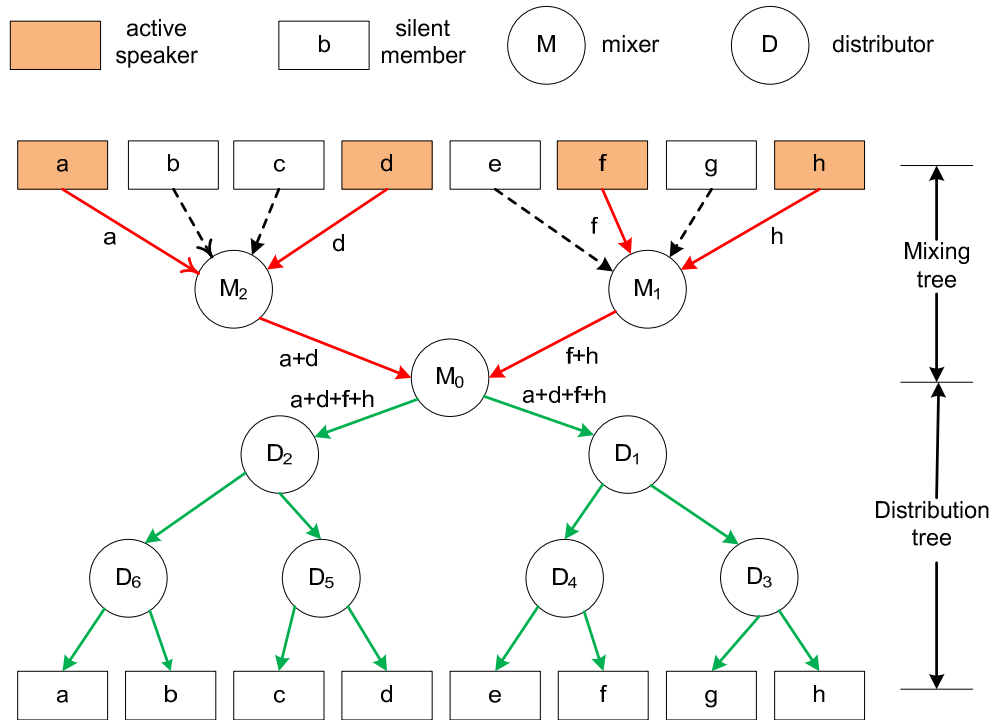 active
speaker
b
silent
member
M
mixer
D
distributor
a
b
c
d
e
f
g
h
a
d
f
h
Mixing
tree
M₂
M₁
a+d
f+h
M₀
a+d+f+h
a+d+f+h
D₂
D₁
Distribution
tree
D₆
D₅
D₄
D₃
a
b
c
d
e
f
g
h